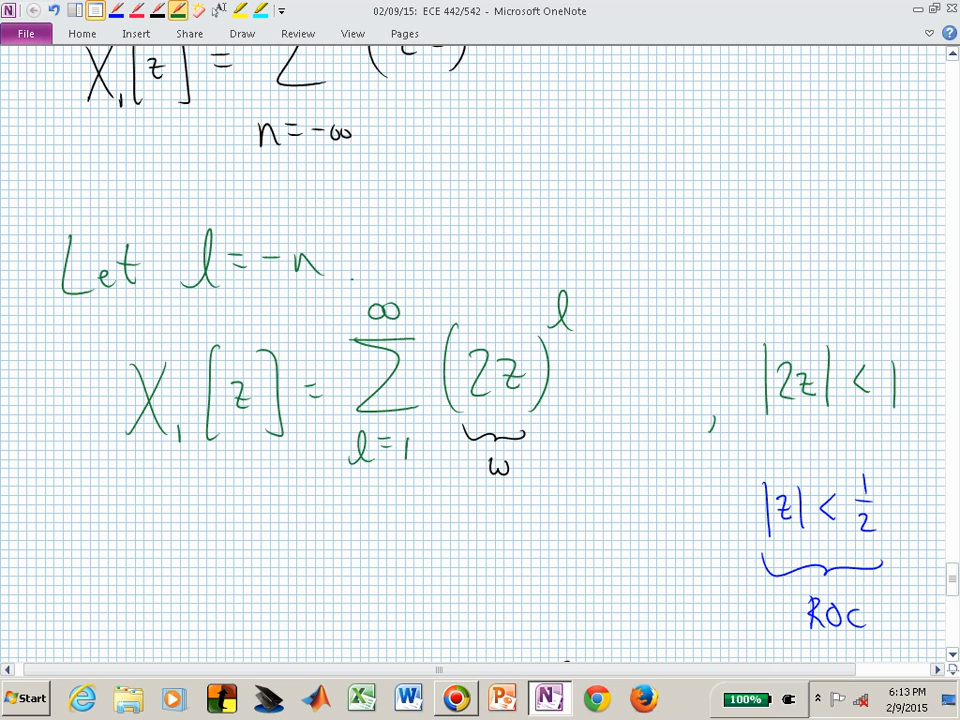 02/09/15: ECE 442/542 - Microsoft OneNote
File Home Insert Share Draw Review View Pages
X₁[z] = Σ
n = -∞
Let l = -n.
∞
X₁[z] = Σ (2z)^l , |2z| < 1
l = 1
w
|z| < 1/2
ROC
Start
100%
6:13 PM
2/9/2015